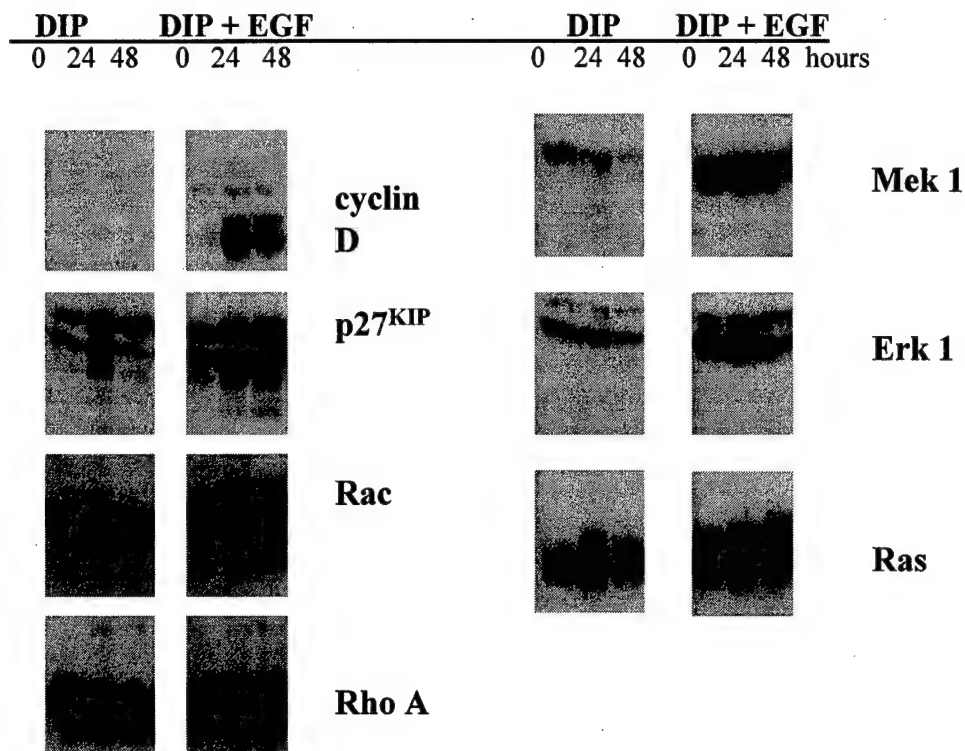 DIP DIP + EGF DIP DIP + EGF
0 24 48 0 24 48 0 24 48 0 24 48 hours
cyclin
D
Mek 1
p27KIP
Erk 1
Rac
Ras
Rho A